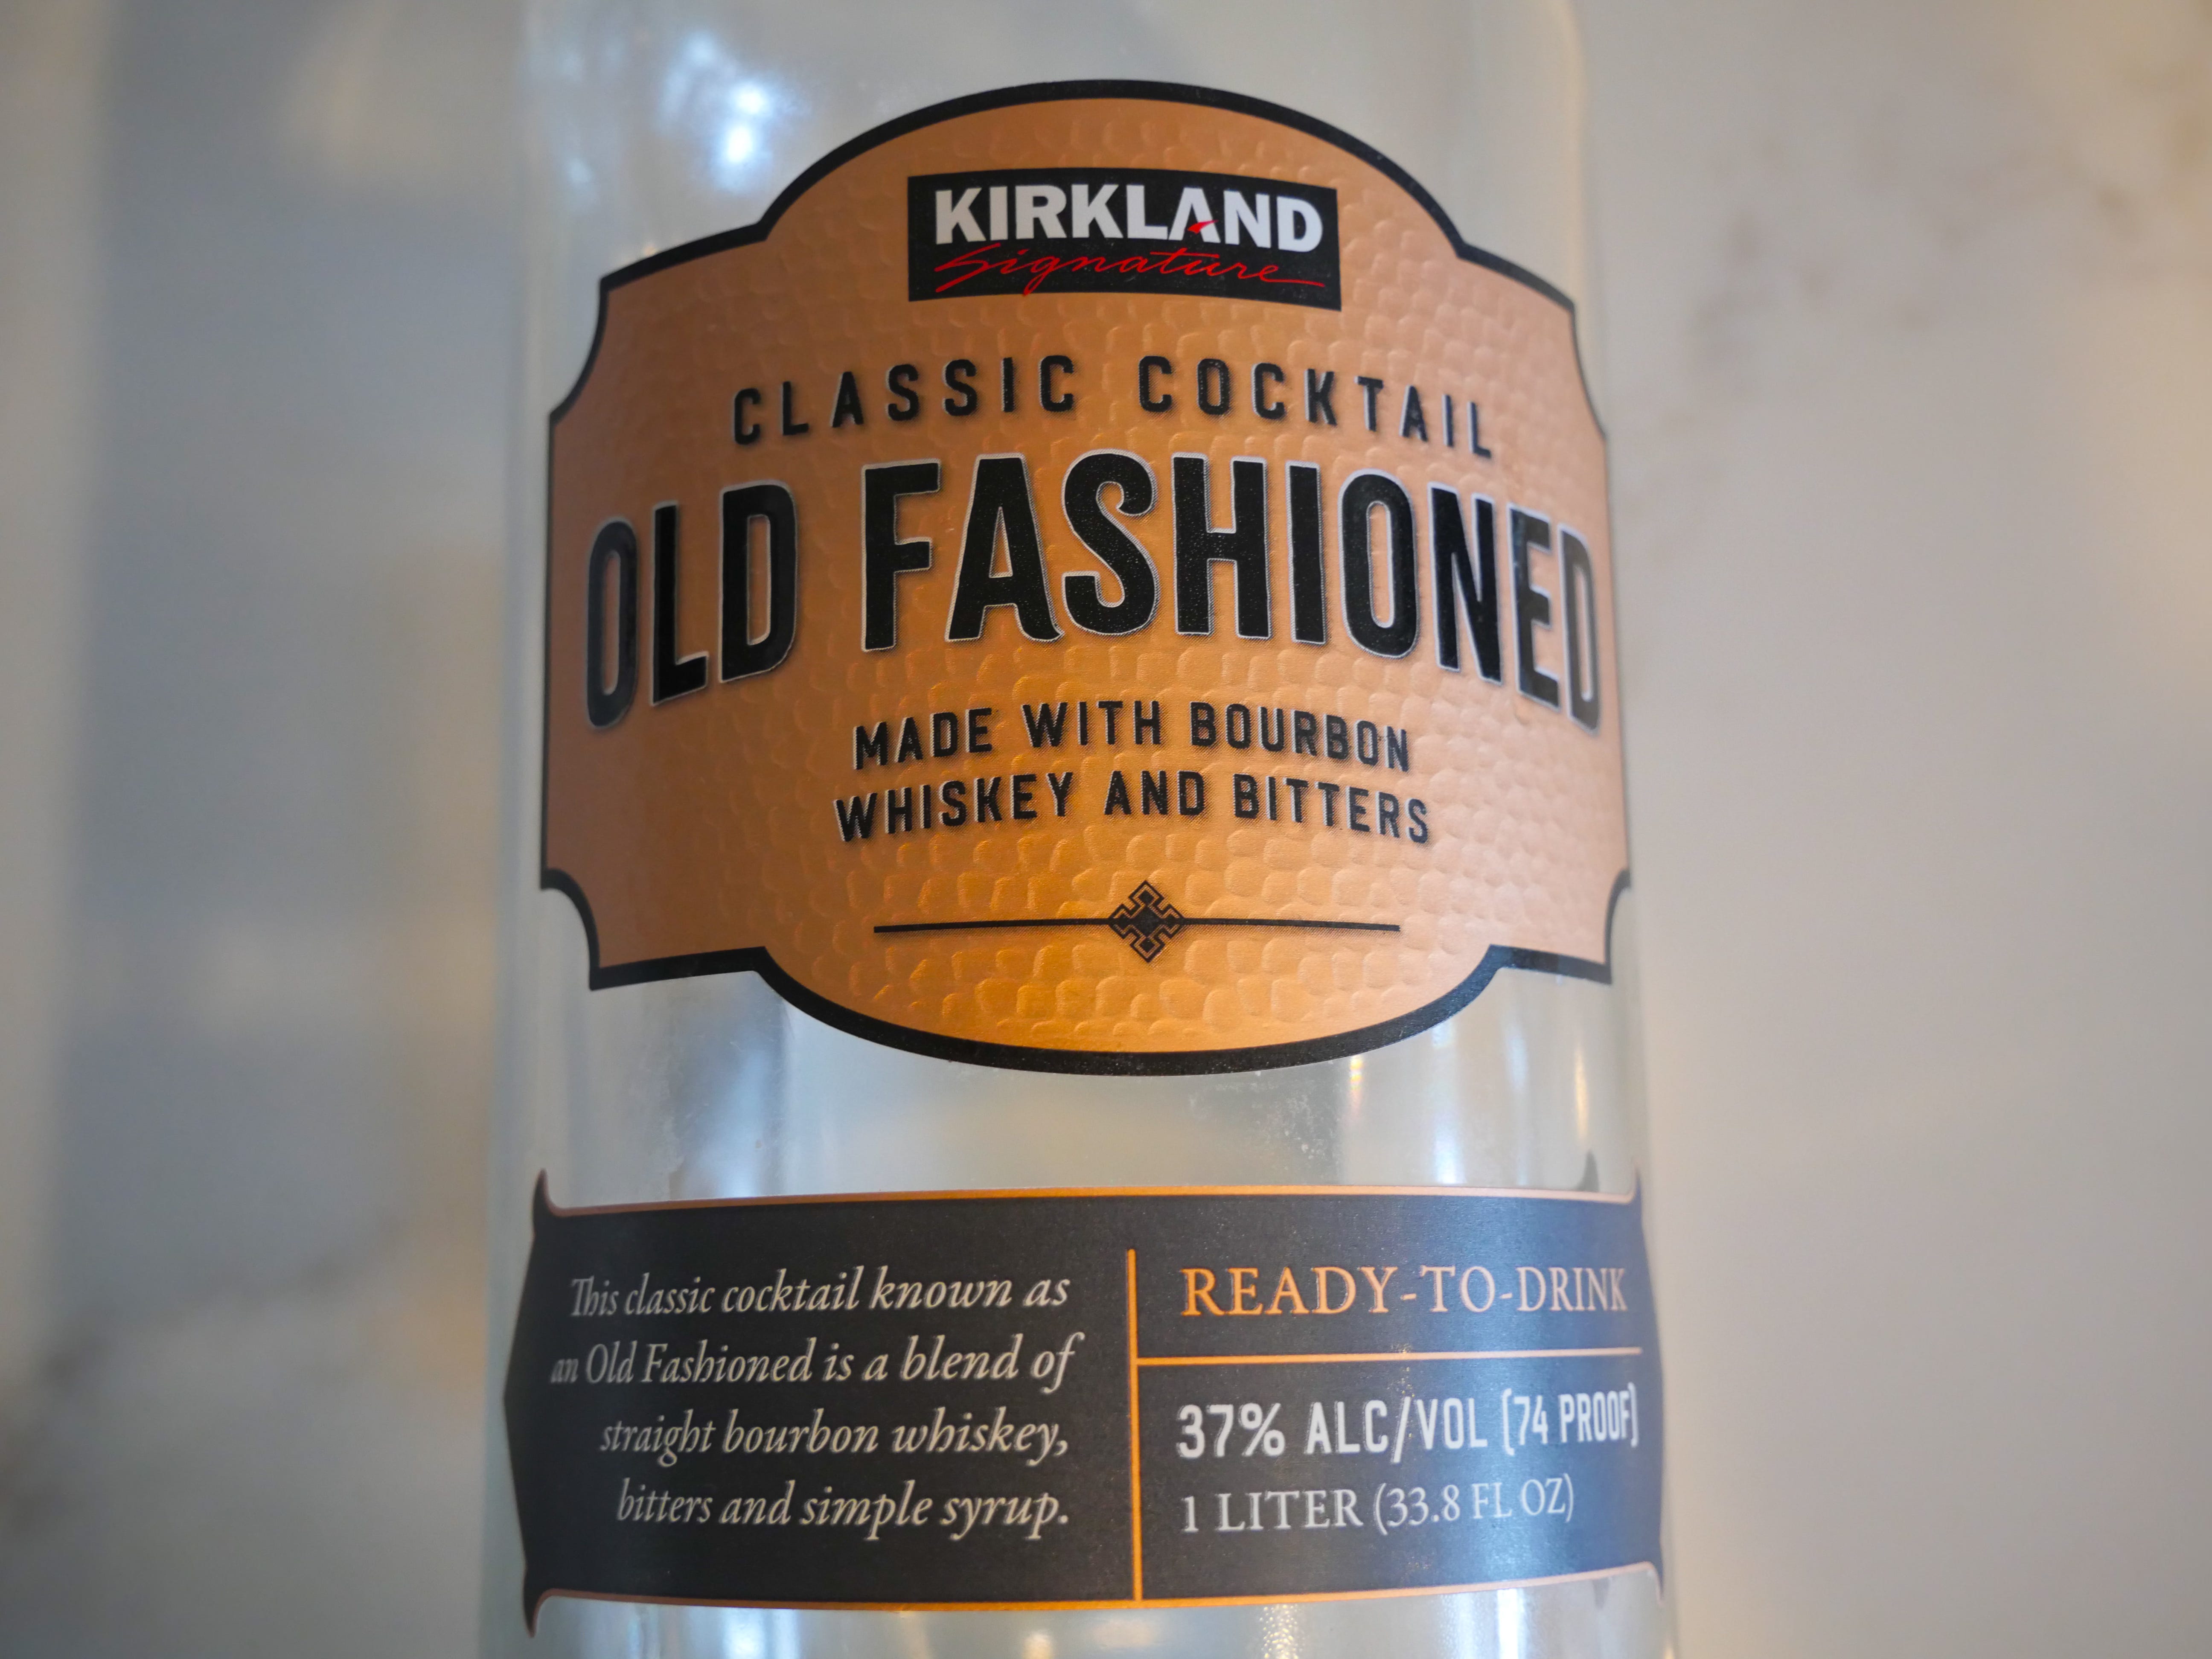 KIRKLAND
Signature
CLASSIC COCKTAIL
OLD FASHIONED
MADE WITH BOURBON
WHISKEY AND BITTERS
This classic cocktail known as
an Old Fashioned is a blend of
straight bourbon whiskey,
bitters and simple syrup.
READY-TO-DRINK
37% ALC/VOL (74 PROOF)
1 LITER (33.8 FL OZ)